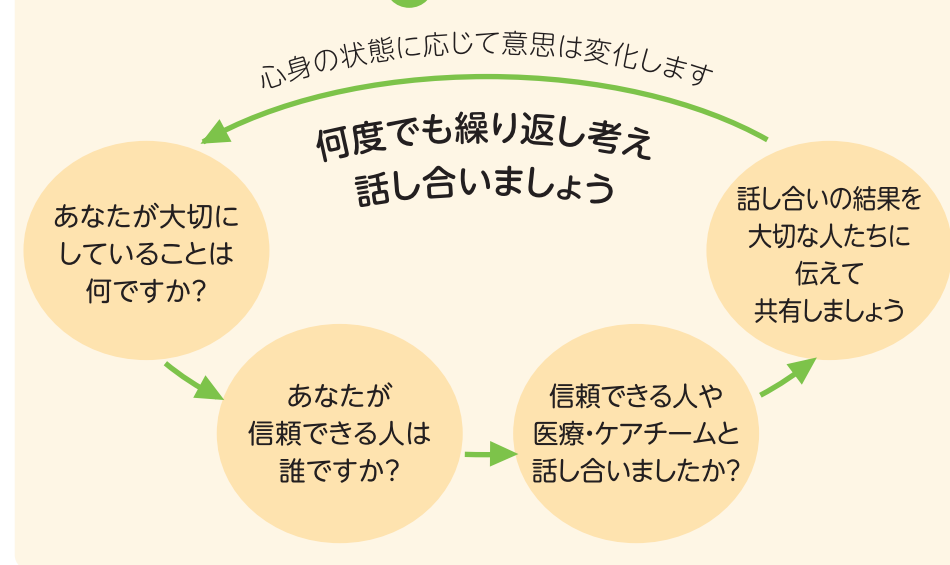 心身の状態に応じて意思は変化します
何度でも繰り返し考え
話し合いましょう
あなたが大切に
していることは
何ですか?
あなたが
信頼できる人は
誰ですか?
信頼できる人や
医療・ケアチームと
話し合いましたか?
話し合いの結果を
大切な人たちに
伝えて
共有しましょう